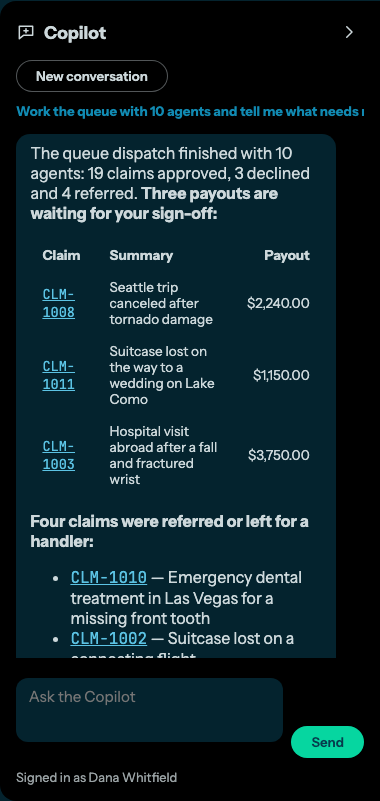 Copilot
New conversation
Work the queue with 10 agents and tell me what needs
The queue dispatch finished with 10
agents: 19 claims approved, 3 declined
and 4 referred. Three payouts are
waiting for your sign-off:
Claim Summary Payout
CLM-1008 Seattle trip canceled after tornado damage $2,240.00
CLM-1011 Suitcase lost on the way to a wedding on Lake Como $1,150.00
CLM-1003 Hospital visit abroad after a fall and fractured wrist $3,750.00
Four claims were referred or left for a
handler:
• CLM-1010 — Emergency dental
treatment in Las Vegas for a
missing front tooth
• CLM-1002 — Suitcase lost on a
connecting flight
Ask the Copilot
Send
Signed in as Dana Whitfield